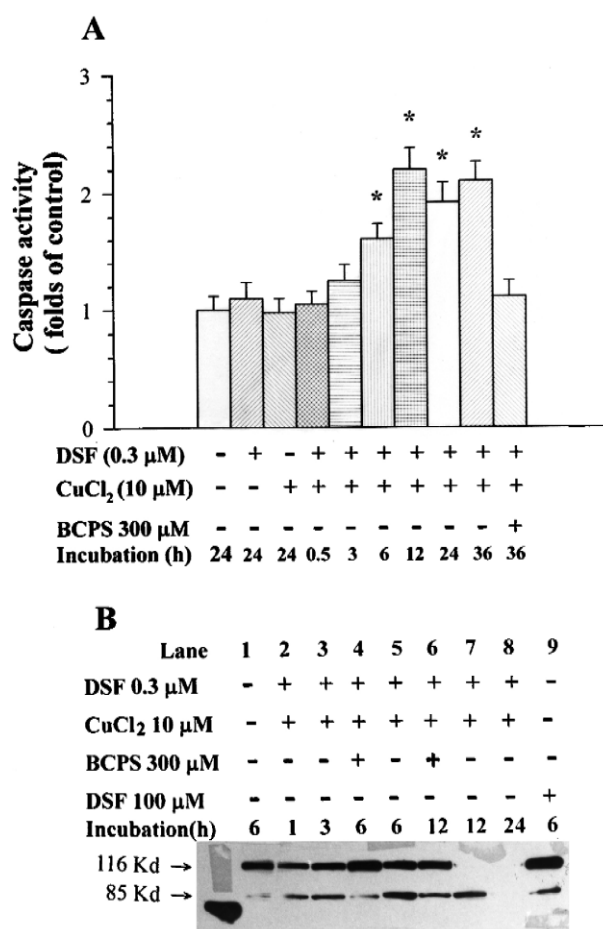 A
3
2
1
0
Caspase activity
( folds of control)
* * * *
DSF (0.3 μM) - + - + + + + + + +
CuCl2 (10 μM) - - + + + + + + + +
BCPS 300 μM - - - - - - - - - +
Incubation (h) 24 24 24 0.5 3 6 12 24 36 36
B
Lane 1 2 3 4 5 6 7 8 9
DSF 0.3 μM - + + + + + + + -
CuCl2 10 μM - + + + + + + + -
BCPS 300 μM - - - + - + - - -
DSF 100 μM - - - - - - - - +
Incubation(h) 6 1 3 6 6 12 12 24 6
116 Kd →
85 Kd →